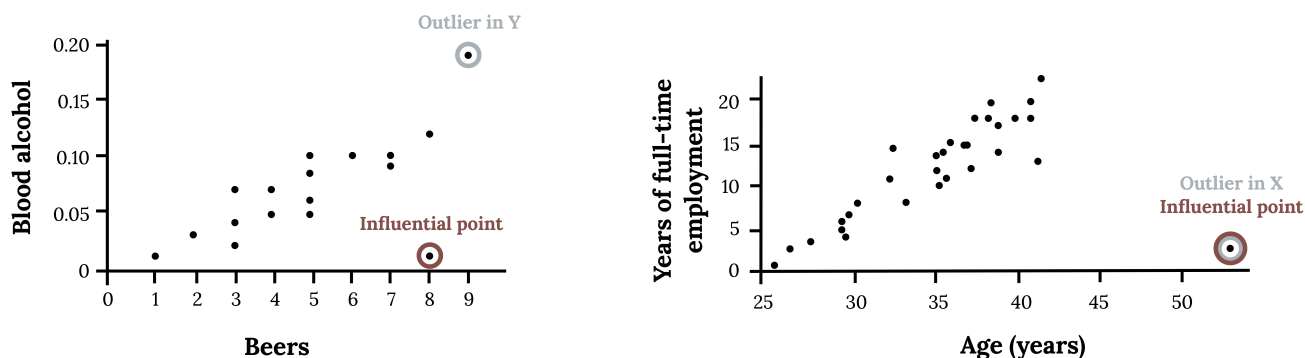 Outlier in Y
Blood alcohol
0.20
0.15
0.10
0.05
0
Influential point
0 1 2 3 4 5 6 7 8 9
Beers
Years of full-time
employment
20
15
10
5
0
Outlier in X
Influential point
25 30 35 40 45 50
Age (years)